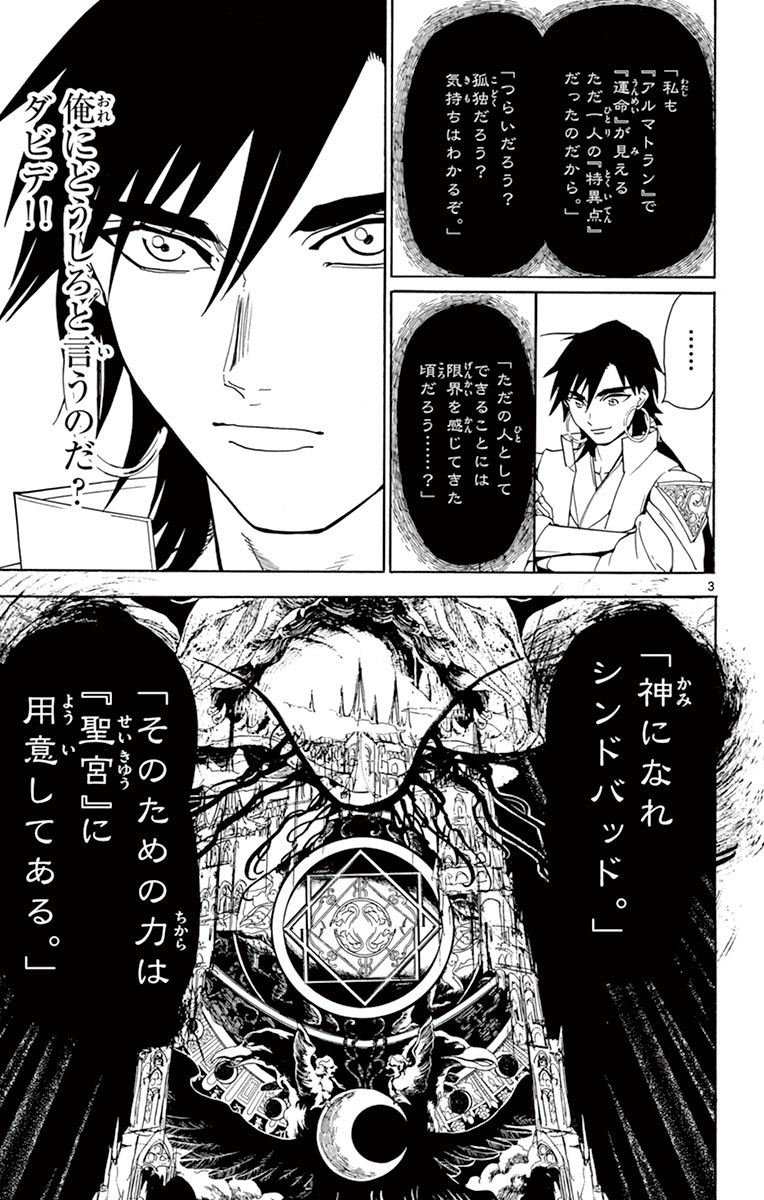 「私も
『アルマトラン』で
『運命』が見える
ただ一人の『特異点』
だったのだから。」
「つらいだろう?
孤独だろう?
気持ちはわかるぞ。」
……
「ただの人として
できることには
限界を感じてきた
頃だろう……?」
俺にどうしろと言うのだ?
ダビデ!!
3
「神になれ
シンドバッド。」
「そのための力は
『聖宮』に
用意してある。」